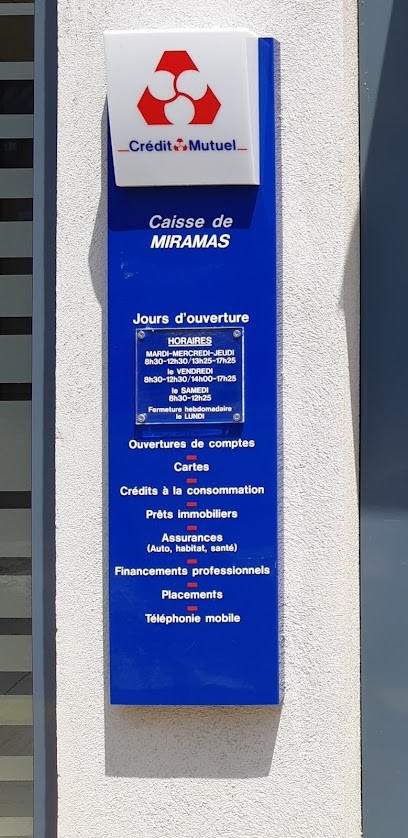 Crédit Mutuel
Caisse de
MIRAMAS
Jours d'ouverture
HORAIRES
MARDI-MERCREDI-JEUDI
8h30-12h30/13h25-17h25
le VENDREDI
8h30-12h30/14h00-17h25
le SAMEDI
8h30-12h25
Fermeture hebdomadaire
le LUNDI
Ouvertures de comptes
Cartes
Crédits à la consommation
Prêts immobiliers
Assurances
(Auto, habitat, santé)
Financements professionnels
Placements
Téléphonie mobile